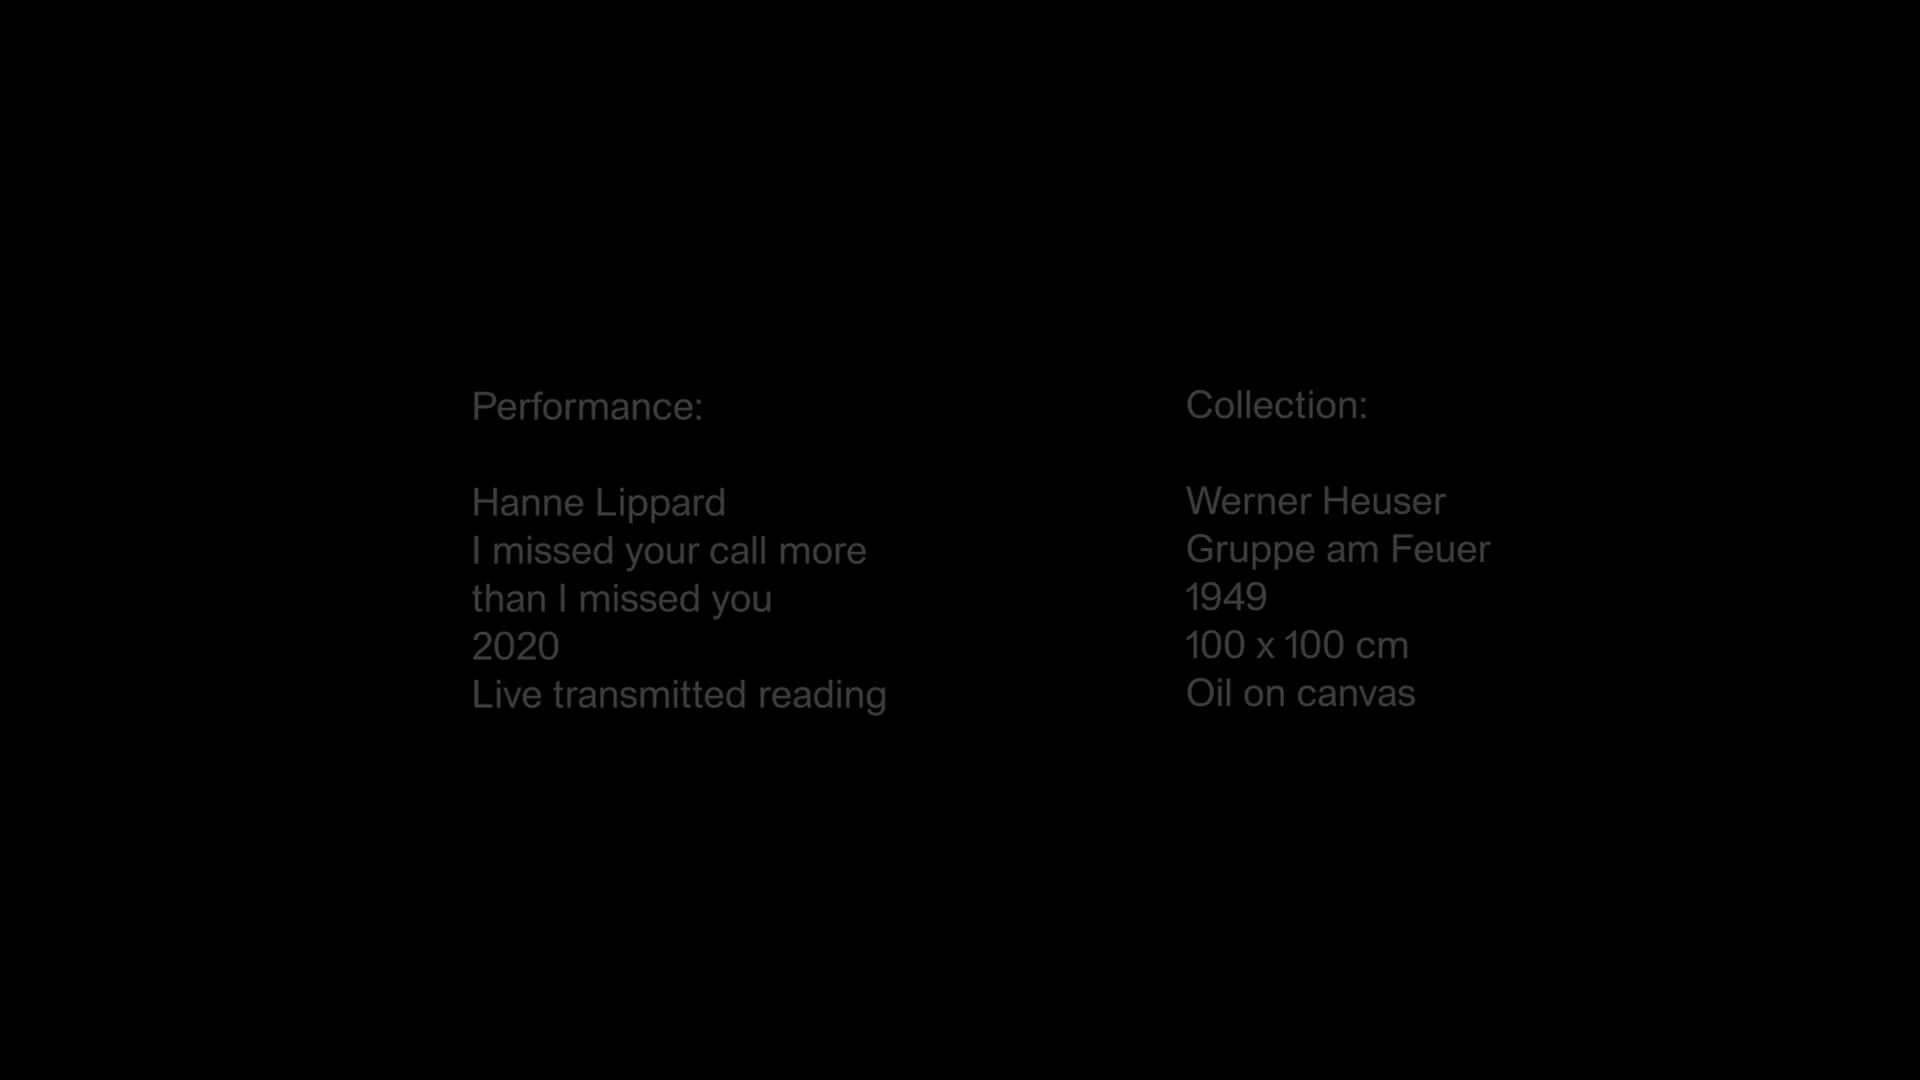 Performance:
Hanne Lippard
I missed your call more
than I missed you
2020
Live transmitted reading
Collection:
Werner Heuser
Gruppe am Feuer
1949
100 x 100 cm
Oil on canvas